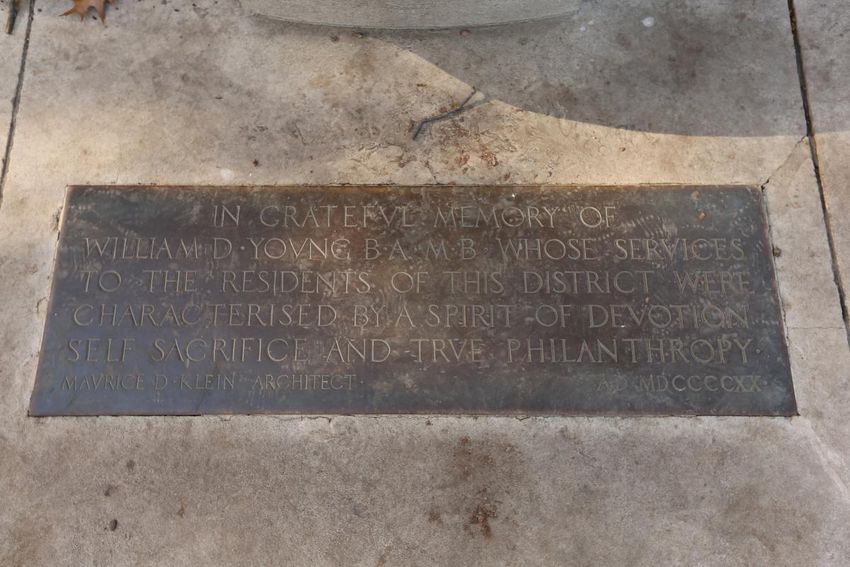 IN GRATEFVL MEMORY OF
WILLIAM·D·YOVNG B·A·M·B· WHOSE SERVICES
TO THE RESIDENTS OF THIS DISTRICT WERE
CHARACTERISED BY A SPIRIT OF DEVOTION
SELF SACRIFICE AND TRVE PHILANTHROPY·
MAVRICE·D·KLEIN ARCHITECT· A·D·MDCCCCXX·